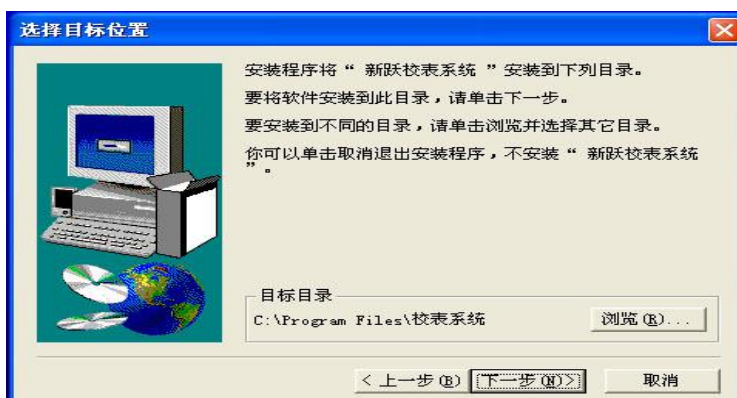 选择目标位置
安装程序将“ 新跃校表系统 ”安装到下列目录。
要将软件安装到此目录，请单击下一步。
要安装到不同的目录，请单击浏览并选择其它目录。
你可以单击取消退出安装程序，不安装“ 新跃校表系统
”。
目标目录
C:\Program Files\校表系统
浏览(R)...
< 上一步(B)
下一步(N)>
取消